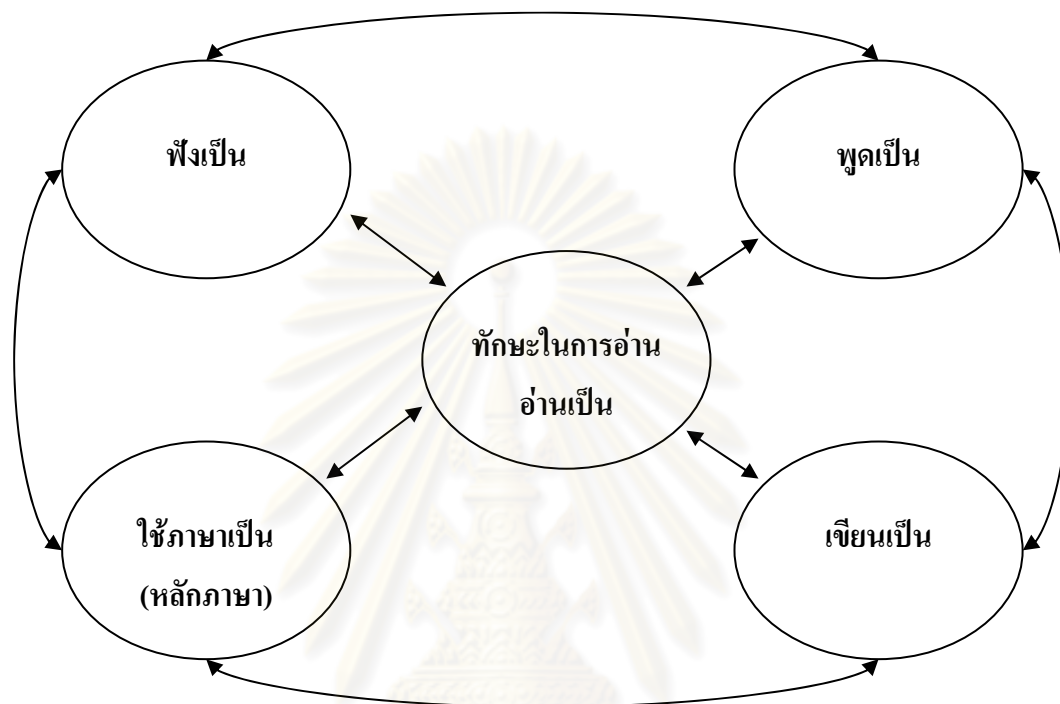 ฟังเป็น
พูดเป็น
ทักษะในการอ่าน
อ่านเป็น
ใช้ภาษาเป็น
(หลักภาษา)
เขียนเป็น